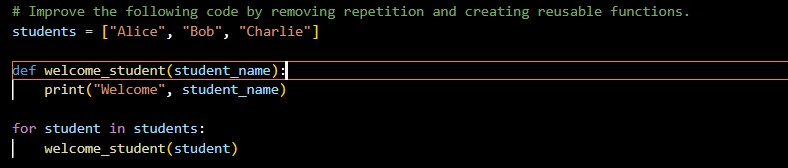 # Improve the following code by removing repetition and creating reusable functions.
students = ["Alice", "Bob", "Charlie"]
def welcome_student(student_name):
    print("Welcome", student_name)
for student in students:
    welcome_student(student)